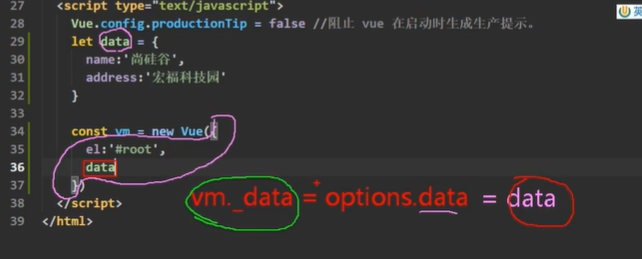 27 <script type="text/javascript">
28 Vue.config.productionTip = false //阻止 vue 在启动时生成生产提示。
29 let data = {
30 name:'尚硅谷',
31 address:'宏福科技园'
32 }
33
34 const vm = new Vue({
35 el:'#root',
36 data
37 })
38 </script>
39 </html>
vm._data = options.data = data
英